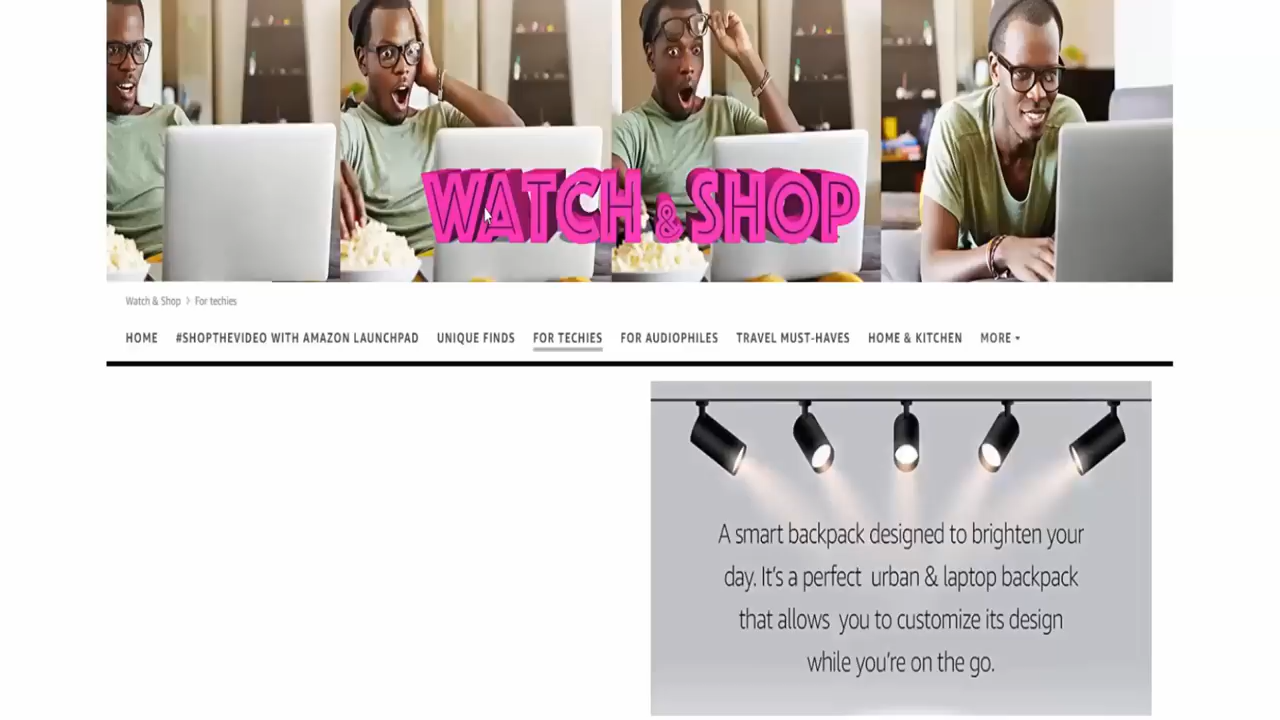 WATCH & SHOP
Watch & Shop > For techies
HOME #SHOPTHEVIDEO WITH AMAZON LAUNCHPAD UNIQUE FINDS FOR TECHIES FOR AUDIOPHILES TRAVEL MUST-HAVES HOME & KITCHEN MORE
A smart backpack designed to brighten your
day. It's a perfect urban & laptop backpack
that allows you to customize its design
while you're on the go.